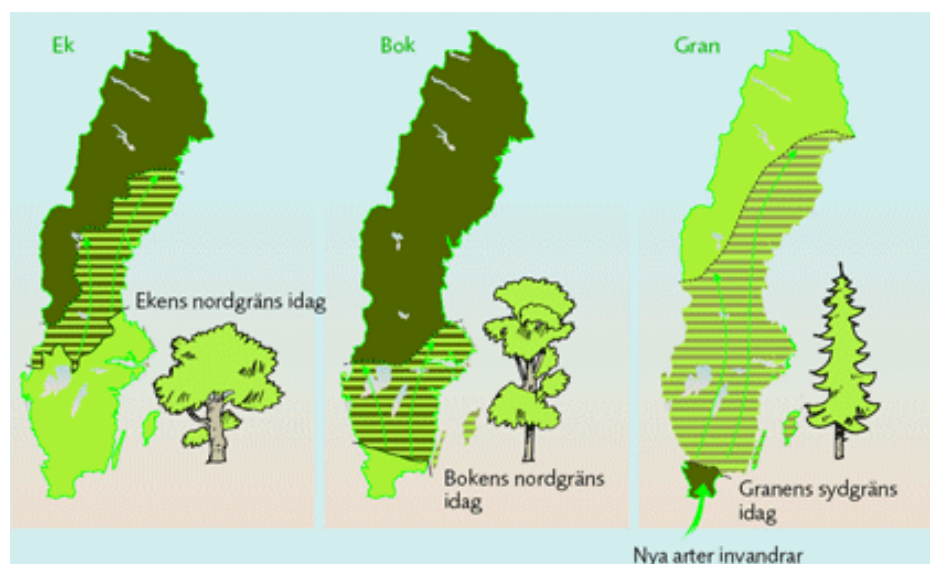 Ek
Bok
Gran
Ekens nordgräns idag
Bokens nordgräns
idag
Granens sydgräns
idag
Nya arter invandrar